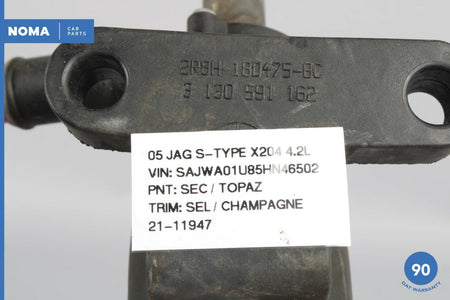 NOMA CAR PARTS
2R8H-18D475-BC
3 130 591 162
05 JAG S-TYPE X204 4.2L
VIN: SAJWA01U85HN46502
PNT: SEC / TOPAZ
TRIM: SEL / CHAMPAGNE
21-11947
90
DAY WARRANTY